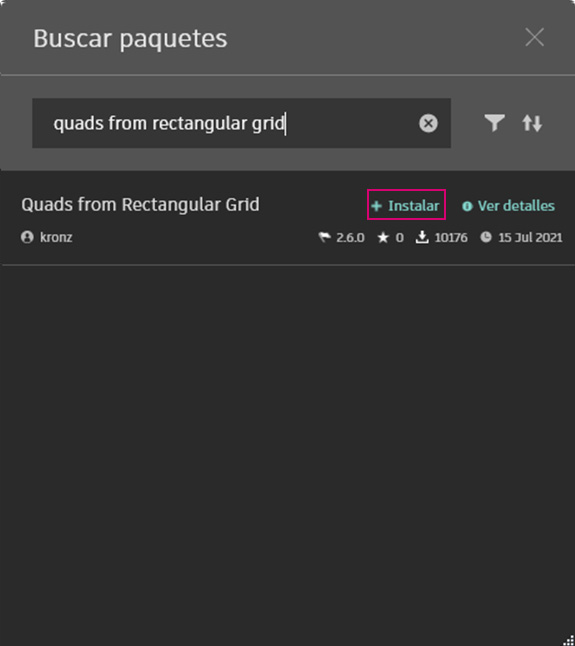 Buscar paquetes
quads from rectangular grid
Quads from Rectangular Grid + Instalar Ver detalles
kronz 2.6.0 0 10176 15 Jul 2021